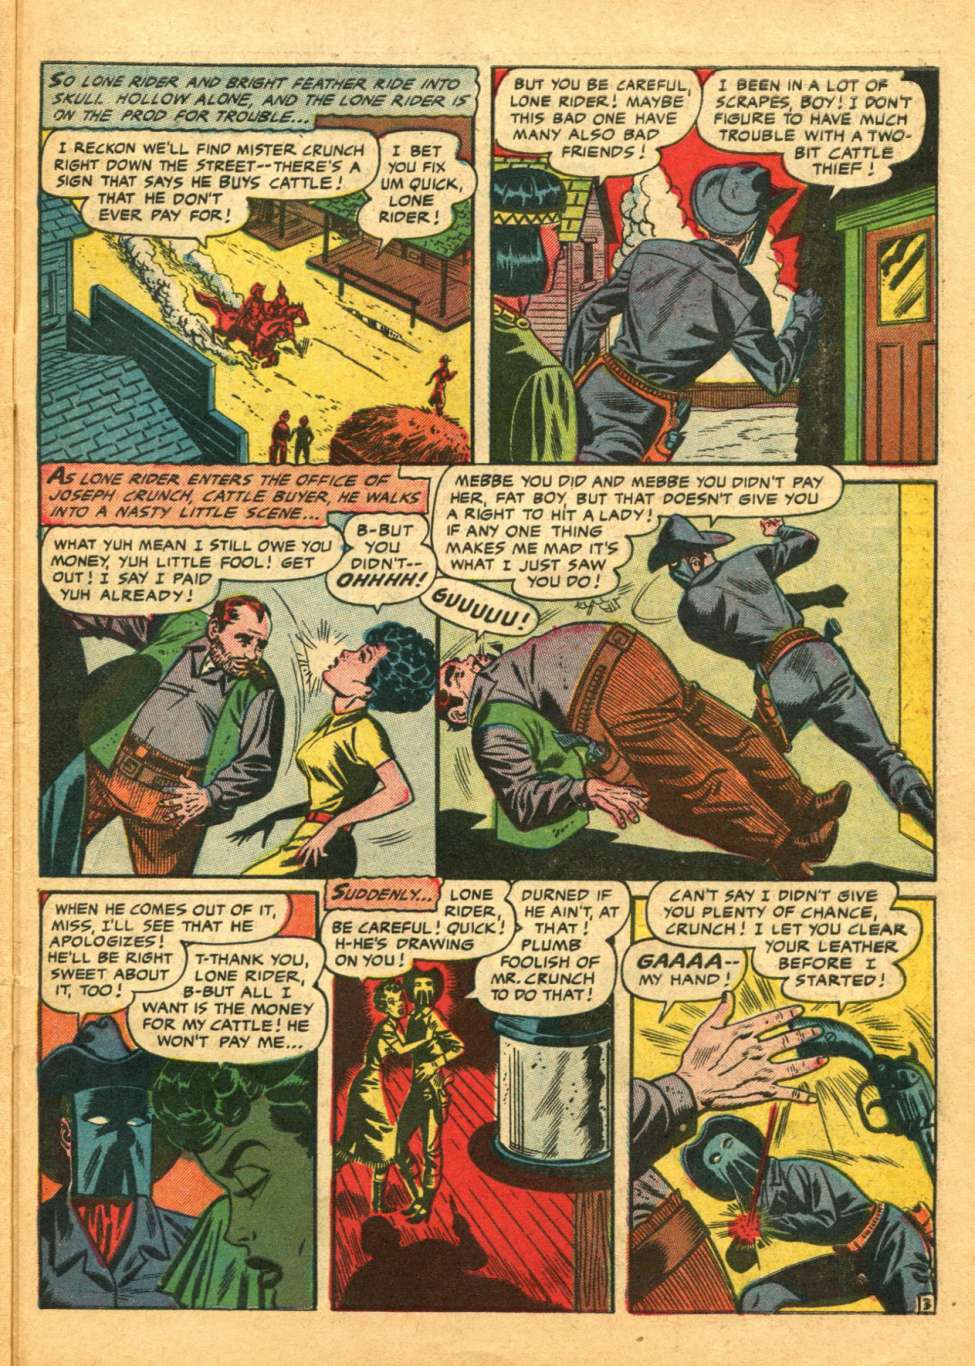 SO LONE RIDER AND BRIGHT FEATHER RIDE INTO
SKULL HOLLOW ALONE, AND THE LONE RIDER IS
ON THE PROD FOR TROUBLE...
I RECKON WE'LL FIND MISTER CRUNCH
RIGHT DOWN THE STREET--THERE'S A
SIGN THAT SAYS HE BUYS CATTLE!
THAT HE DON'T
EVER PAY FOR!
I BET
YOU FIX
UM QUICK,
LONE
RIDER!
BUT YOU BE CAREFUL,
LONE RIDER! MAYBE
THIS BAD ONE HAVE
MANY ALSO BAD
FRIENDS!
I BEEN IN A LOT OF
SCRAPES, BOY! I DON'T
FIGURE TO HAVE MUCH
TROUBLE WITH A TWO-
BIT CATTLE
THIEF!
AS LONE RIDER ENTERS THE OFFICE OF
JOSEPH CRUNCH, CATTLE BUYER, HE WALKS
INTO A NASTY LITTLE SCENE...
WHAT YUH MEAN I STILL OWE YOU
MONEY, YUH LITTLE FOOL! GET
OUT! I SAY I PAID
YUH ALREADY!
B-BUT
YOU
DIDN'T--
OHHHH!
MEBBE YOU DID AND MEBBE YOU DIDN'T PAY
HER, FAT BOY, BUT THAT DOESN'T GIVE YOU
A RIGHT TO HIT A LADY!
IF ANY ONE THING
MAKES ME MAD IT'S
WHAT I JUST SAW
YOU DO!
GUUUUU!
WHEN HE COMES OUT OF IT,
MISS, I'LL SEE THAT HE
APOLOGIZES!
HE'LL BE RIGHT
SWEET ABOUT
IT, TOO!
T-THANK YOU,
LONE RIDER,
B-BUT ALL I
WANT IS THE MONEY
FOR MY CATTLE! HE
WON'T PAY ME...
SUDDENLY...
LONE
RIDER,
BE CAREFUL! QUICK!
H-HE'S DRAWING
ON YOU!
DURNED IF
HE AIN'T, AT
THAT!
PLUMB
FOOLISH OF
MR. CRUNCH
TO DO THAT!
CAN'T SAY I DIDN'T GIVE
YOU PLENTY OF CHANCE,
CRUNCH! I LET YOU CLEAR
YOUR LEATHER
BEFORE I
STARTED!
GAAAA--
MY HAND!
3